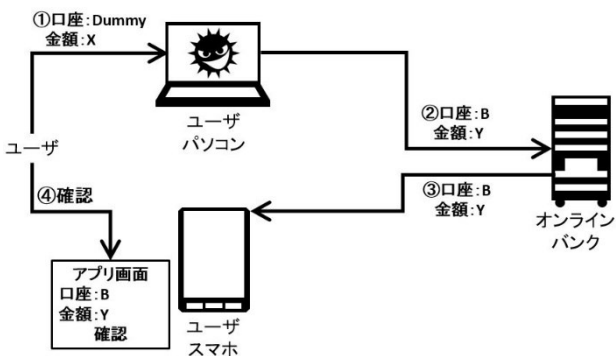 ①口座:Dummy
金額:X
ユーザ
パソコン
②口座:B
金額:Y
ユーザ
④確認
③口座:B
金額:Y
オンライン
バンク
アプリ画面
口座:B
金額:Y
確認
ユーザ
スマホ